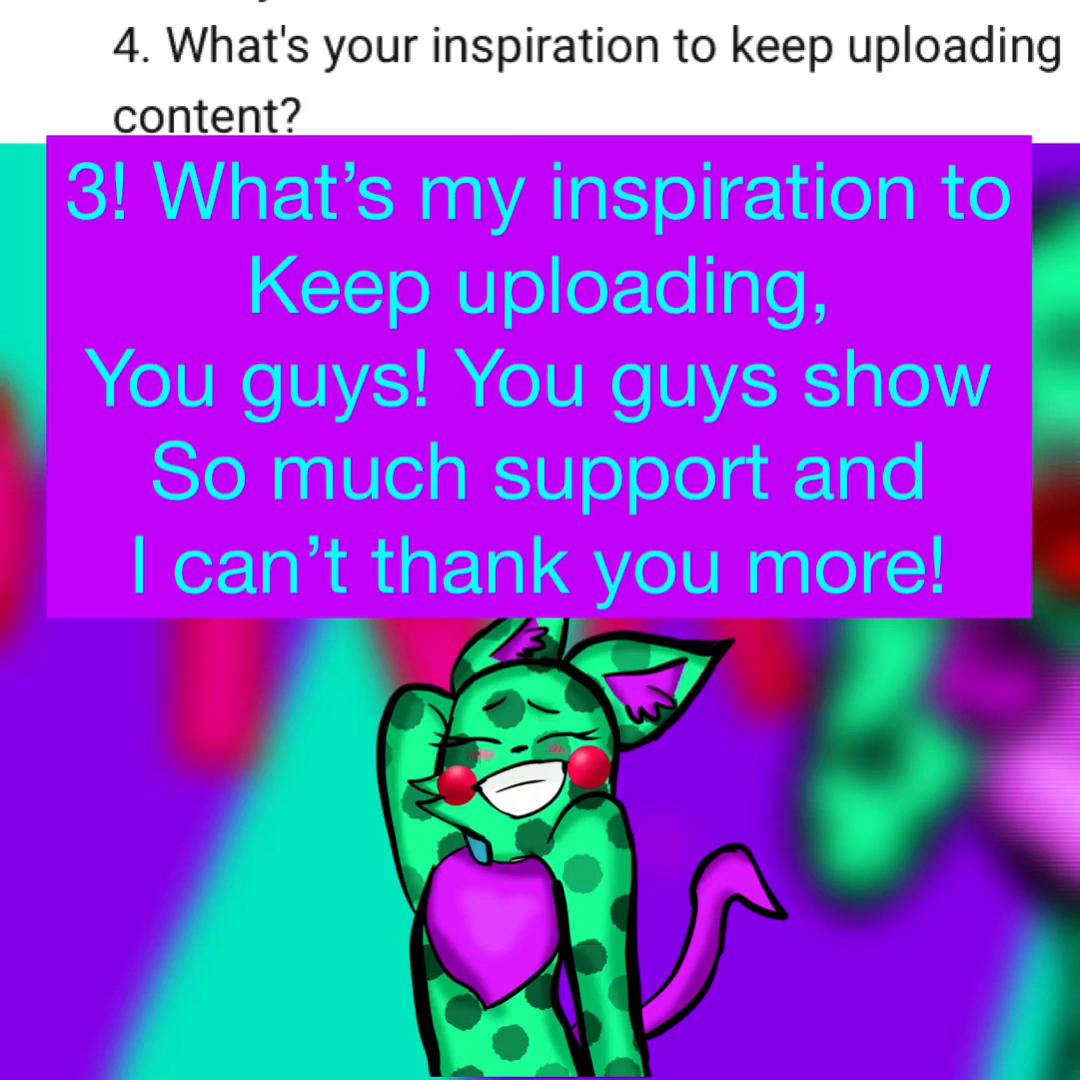 4. What's your inspiration to keep uploading
content?
3! What’s my inspiration to
Keep uploading,
You guys! You guys show
So much support and
I can’t thank you more!